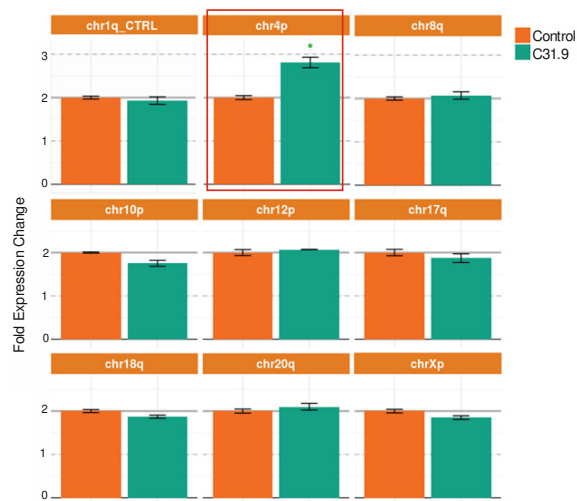 chr1q_CTRL chr4p chr8q
Control
C31.9
*
3
2
1
0
chr10p chr12p chr17q
2
1
0
chr18q chr20q chrXp
2
1
0
Fold Expression Change